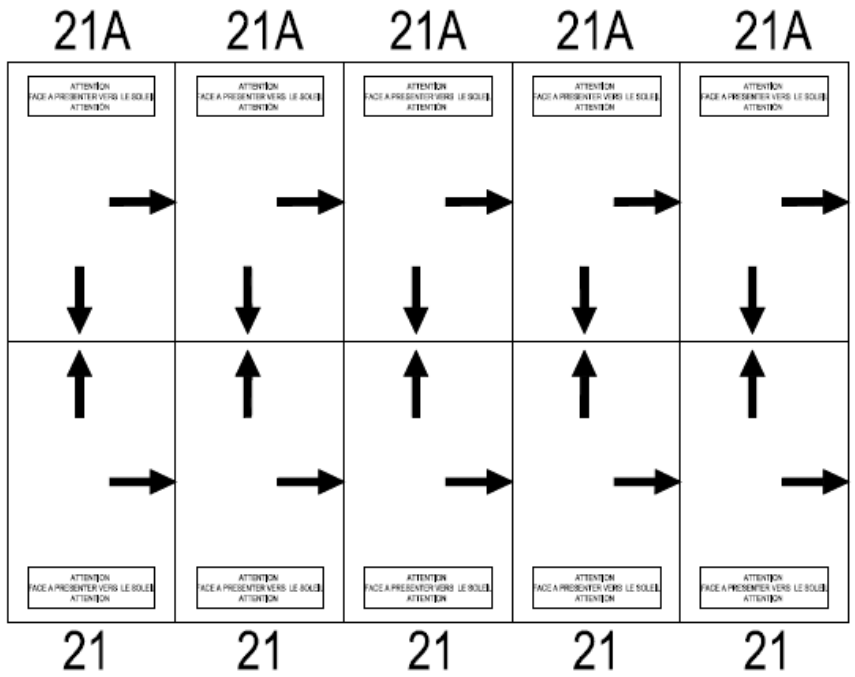 21A 21A 21A 21A 21A
ATTENTION ATTENTION ATTENTION ATTENTION ATTENTION
FACE A PRESENTER VERS LE SOLEIL FACE A PRESENTER VERS LE SOLEIL FACE A PRESENTER VERS LE SOLEIL FACE A PRESENTER VERS LE SOLEIL FACE A PRESENTER VERS LE SOLEIL
ATTENTION ATTENTION ATTENTION ATTENTION ATTENTION
ATTENTION ATTENTION ATTENTION ATTENTION ATTENTION
FACE A PRESENTER VERS LE SOLEIL FACE A PRESENTER VERS LE SOLEIL FACE A PRESENTER VERS LE SOLEIL FACE A PRESENTER VERS LE SOLEIL FACE A PRESENTER VERS LE SOLEIL
ATTENTION ATTENTION ATTENTION ATTENTION ATTENTION
21 21 21 21 21